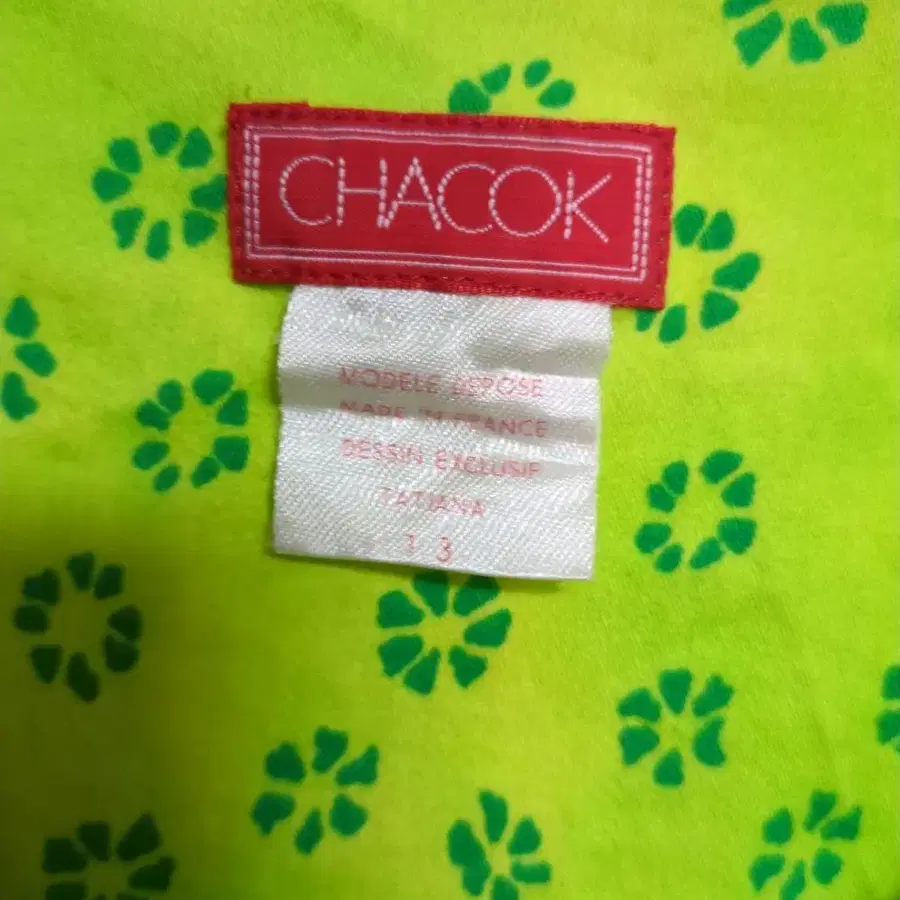 CHACOK
MODELE DEPOSE
MADE IN FRANCE
DESSIN EXCLUSIF
TATIANA
1 3